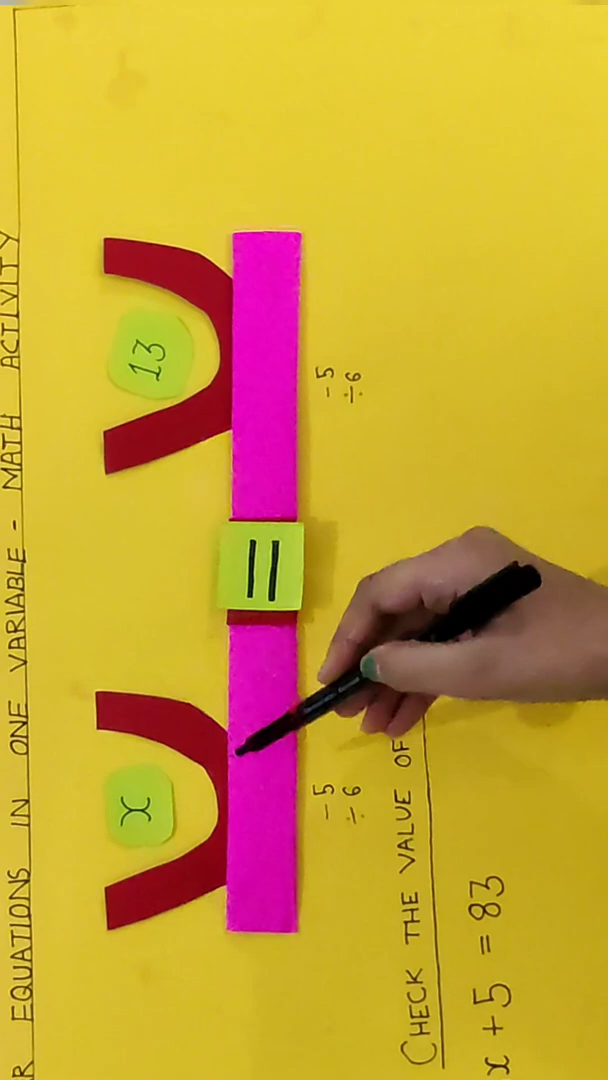 R EQUATIONS IN ONE VARIABLE - MATH ACTIVITY
x = 13
-5 -5
÷6 ÷6
CHECK THE VALUE OF
x + 5 = 83